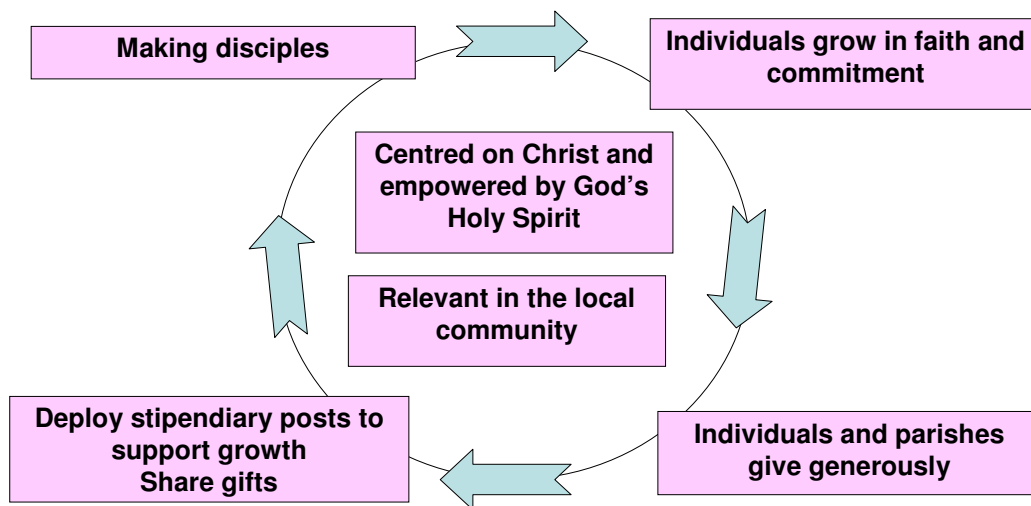 Making disciples
Individuals grow in faith and
commitment
Centred on Christ and
empowered by God’s
Holy Spirit
Relevant in the local
community
Deploy stipendiary posts to
support growth
Share gifts
Individuals and parishes
give generously